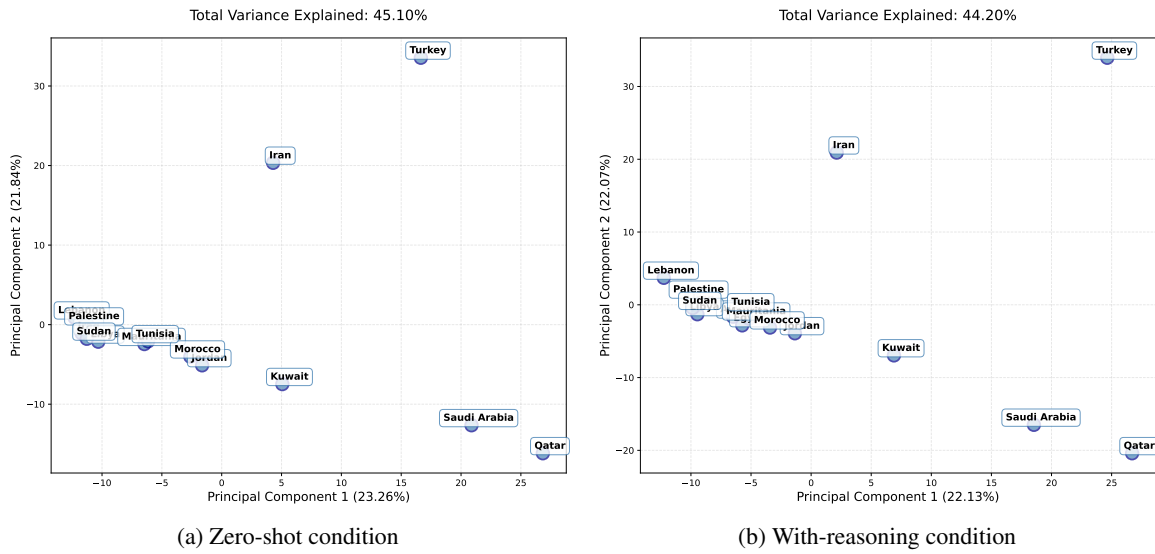 Total Variance Explained: 45.10%
Turkey
Iran
Lebanon
Palestine
Sudan
Tunisia
Morocco
Jordan
Kuwait
Saudi Arabia
Qatar
30
20
10
0
−10
−10
−5
0
5
10
15
20
25
Principal Component 2 (21.84%)
Principal Component 1 (23.26%)
(a) Zero-shot condition
Total Variance Explained: 44.20%
Turkey
Iran
Lebanon
Palestine
Sudan
Tunisia
Mauritania
Morocco
Jordan
Kuwait
Saudi Arabia
Qatar
30
20
10
0
−10
−20
−10
−5
0
5
10
15
20
25
Principal Component 2 (22.07%)
Principal Component 1 (22.13%)
(b) With-reasoning condition